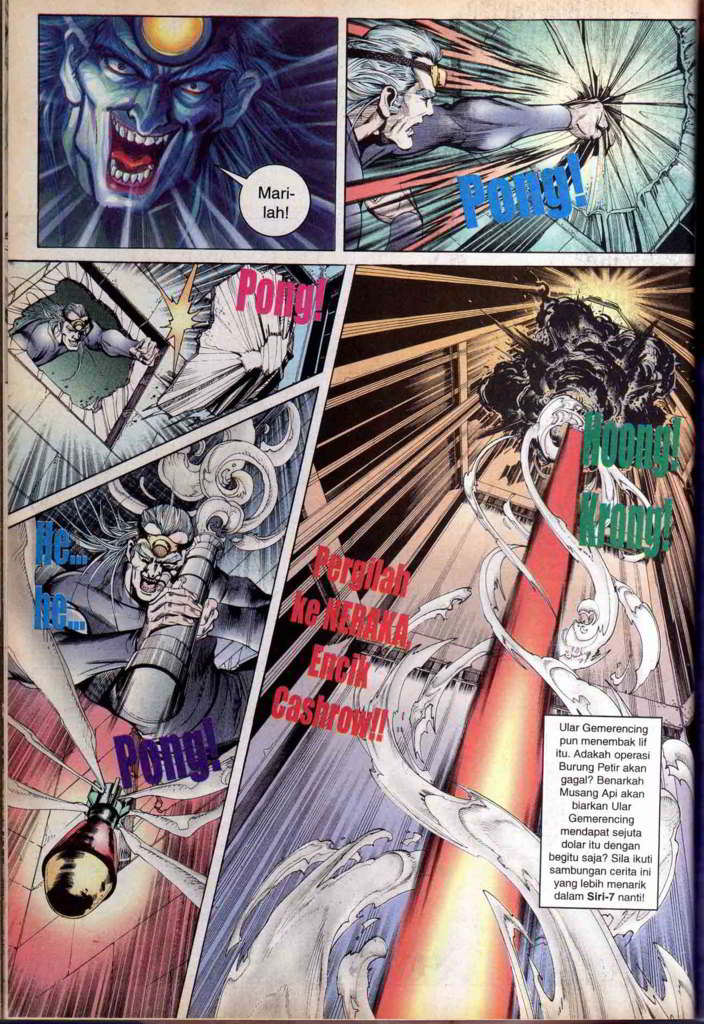 Mari-
lah!
Pong!
Pong!
He...
he...
Pong!
Pergilah
ke NERAKA,
Encik
Cashrow!!
Noong!
Krong!
Ular Gemerencing
pun menembak lif
itu. Adakah operasi
Burung Petir akan
gagal? Benarkah
Musang Api akan
biarkan Ular
Gemerencing
mendapat sejuta
dolar itu dengan
begitu saja? Sila ikuti
sambungan cerita ini
yang lebih menarik
dalam Siri-7 nanti!